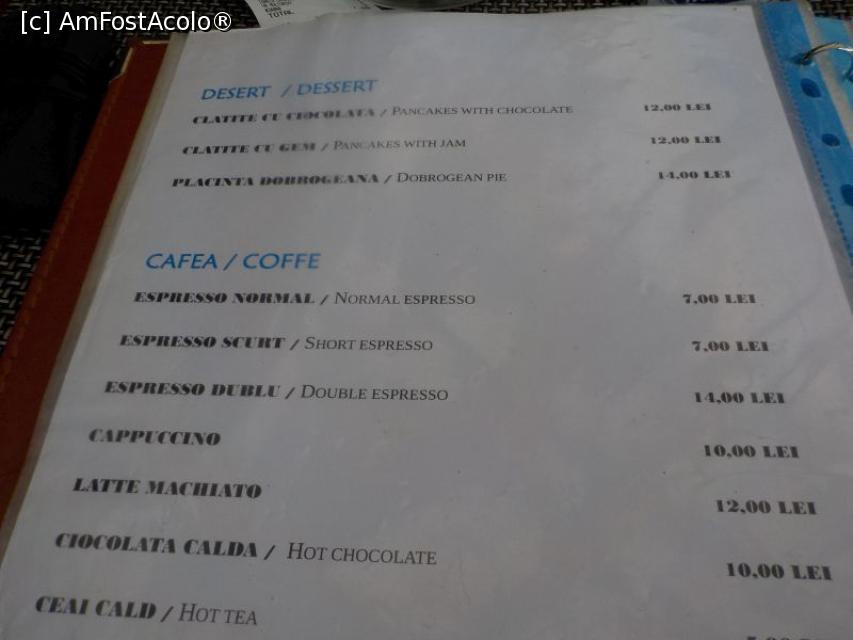 [c] AmFostAcolo®
TOTAL
DESERT / DESSERT
CLATITE CU CIOCOLATA / PANCAKES WITH CHOCOLATE 12,00 LEI
CLATITE CU GEM / PANCAKES WITH JAM 12,00 LEI
PLACINTA DOBROGEANA / DOBROGEAN PIE 14,00 LEI
CAFEA / COFFE
ESPRESSO NORMAL / NORMAL ESPRESSO 7,00 LEI
ESPRESSO SCURT / SHORT ESPRESSO 7,00 LEI
ESPRESSO DUBLU / DOUBLE ESPRESSO 14,00 LEI
CAPPUCCINO 10,00 LEI
LATTE MACHIATO 12,00 LEI
CIOCOLATA CALDA / HOT CHOCOLATE 10,00 LEI
CEAI CALD / HOT TEA